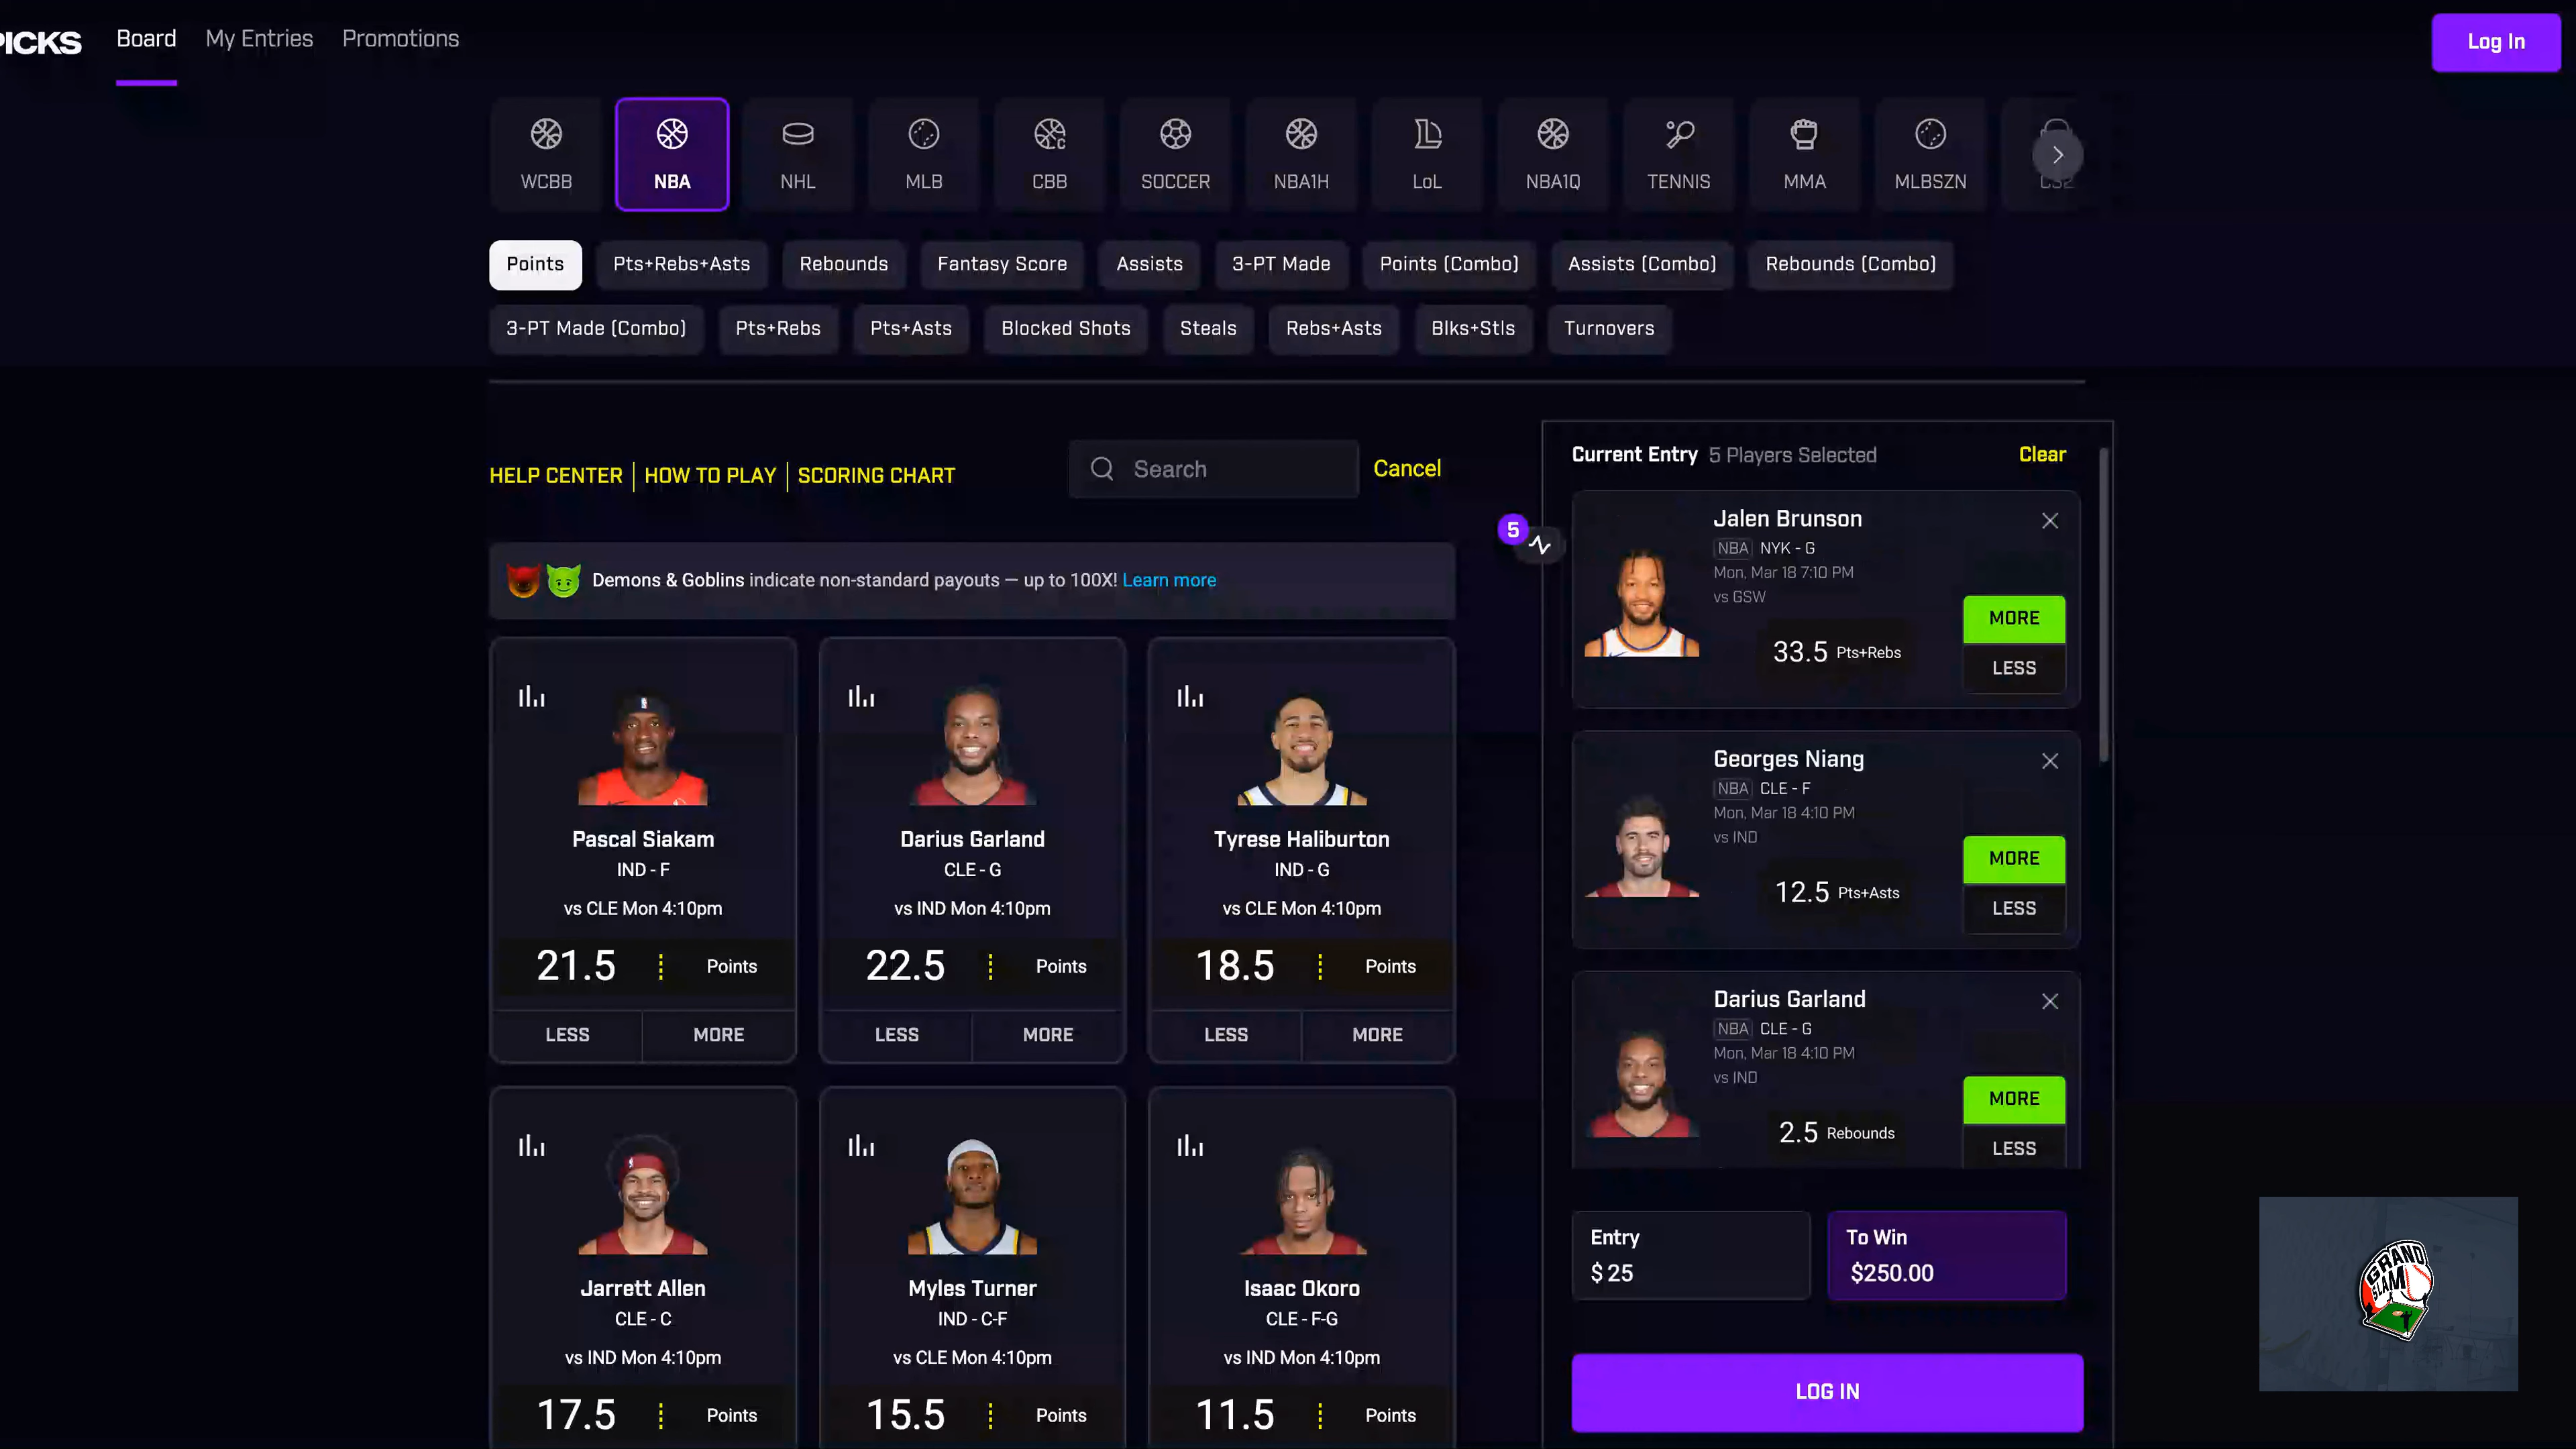 PICKS
Board
My Entries
Promotions
Log In
WCBB
NBA
NHL
MLB
CBB
SOCCER
NBA1H
LoL
NBA1Q
TENNIS
MMA
MLBSZN
Points
Pts+Rebs+Asts
Rebounds
Fantasy Score
Assists
3-PT Made
Points (Combo)
Assists (Combo)
Rebounds (Combo)
3-PT Made (Combo)
Pts+Rebs
Pts+Asts
Blocked Shots
Steals
Rebs+Asts
Blks+Stls
Turnovers
HELP CENTER
HOW TO PLAY
SCORING CHART
Search
Cancel
Demons & Goblins indicate non-standard payouts — up to 100X! Learn more
Pascal Siakam
IND - F
vs CLE Mon 4:10pm
21.5
Points
LESS
MORE
Darius Garland
CLE - G
vs IND Mon 4:10pm
22.5
Points
LESS
MORE
Tyrese Haliburton
IND - G
vs CLE Mon 4:10pm
18.5
Points
LESS
MORE
Jarrett Allen
CLE - C
vs IND Mon 4:10pm
17.5
Points
Myles Turner
IND - C-F
vs CLE Mon 4:10pm
15.5
Points
Isaac Okoro
CLE - F-G
vs IND Mon 4:10pm
11.5
Points
5
Current Entry 5 Players Selected
Clear
Jalen Brunson
NBA NYK - G
Mon, Mar 18 7:10 PM
vs GSW
33.5 Pts+Rebs
MORE
LESS
Georges Niang
NBA CLE - F
Mon, Mar 18 4:10 PM
vs IND
12.5 Pts+Asts
MORE
LESS
Darius Garland
NBA CLE - G
Mon, Mar 18 4:10 PM
vs IND
2.5 Rebounds
MORE
LESS
Entry
$ 25
To Win
$250.00
LOG IN
GRAND
SLAM